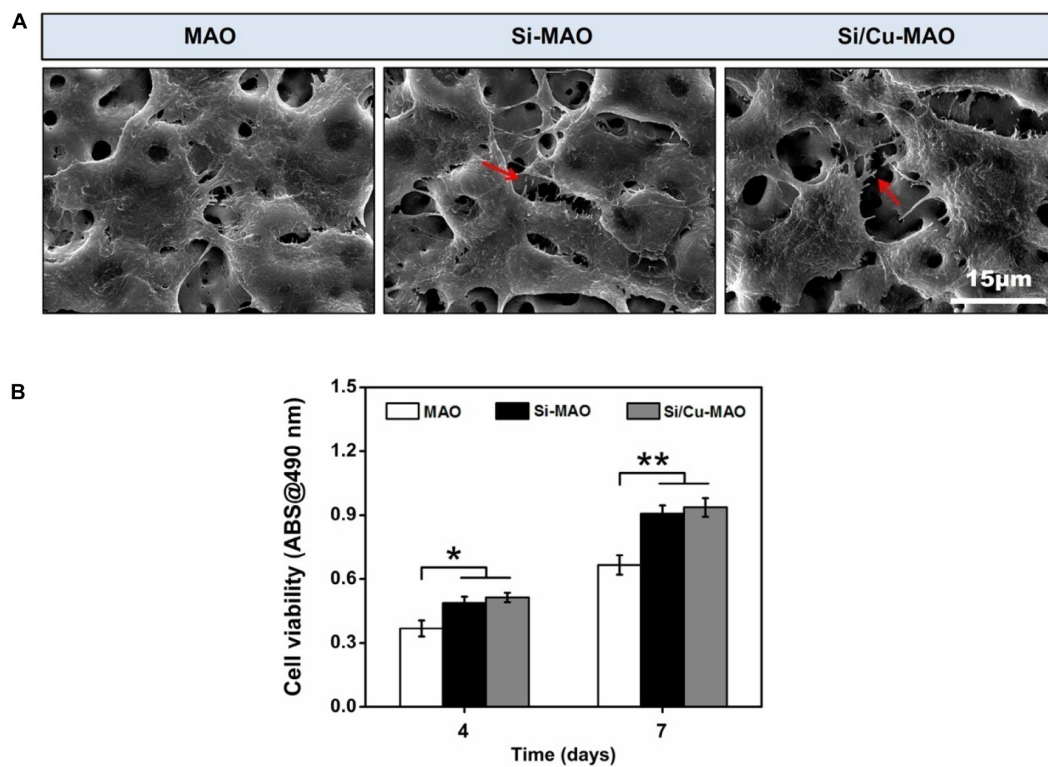 A
MAO Si-MAO Si/Cu-MAO
15μm
B
Cell viability (ABS@490 nm)
1.5
1.2
0.9
0.6
0.3
0.0
MAO Si-MAO Si/Cu-MAO
*
**
4 7
Time (days)